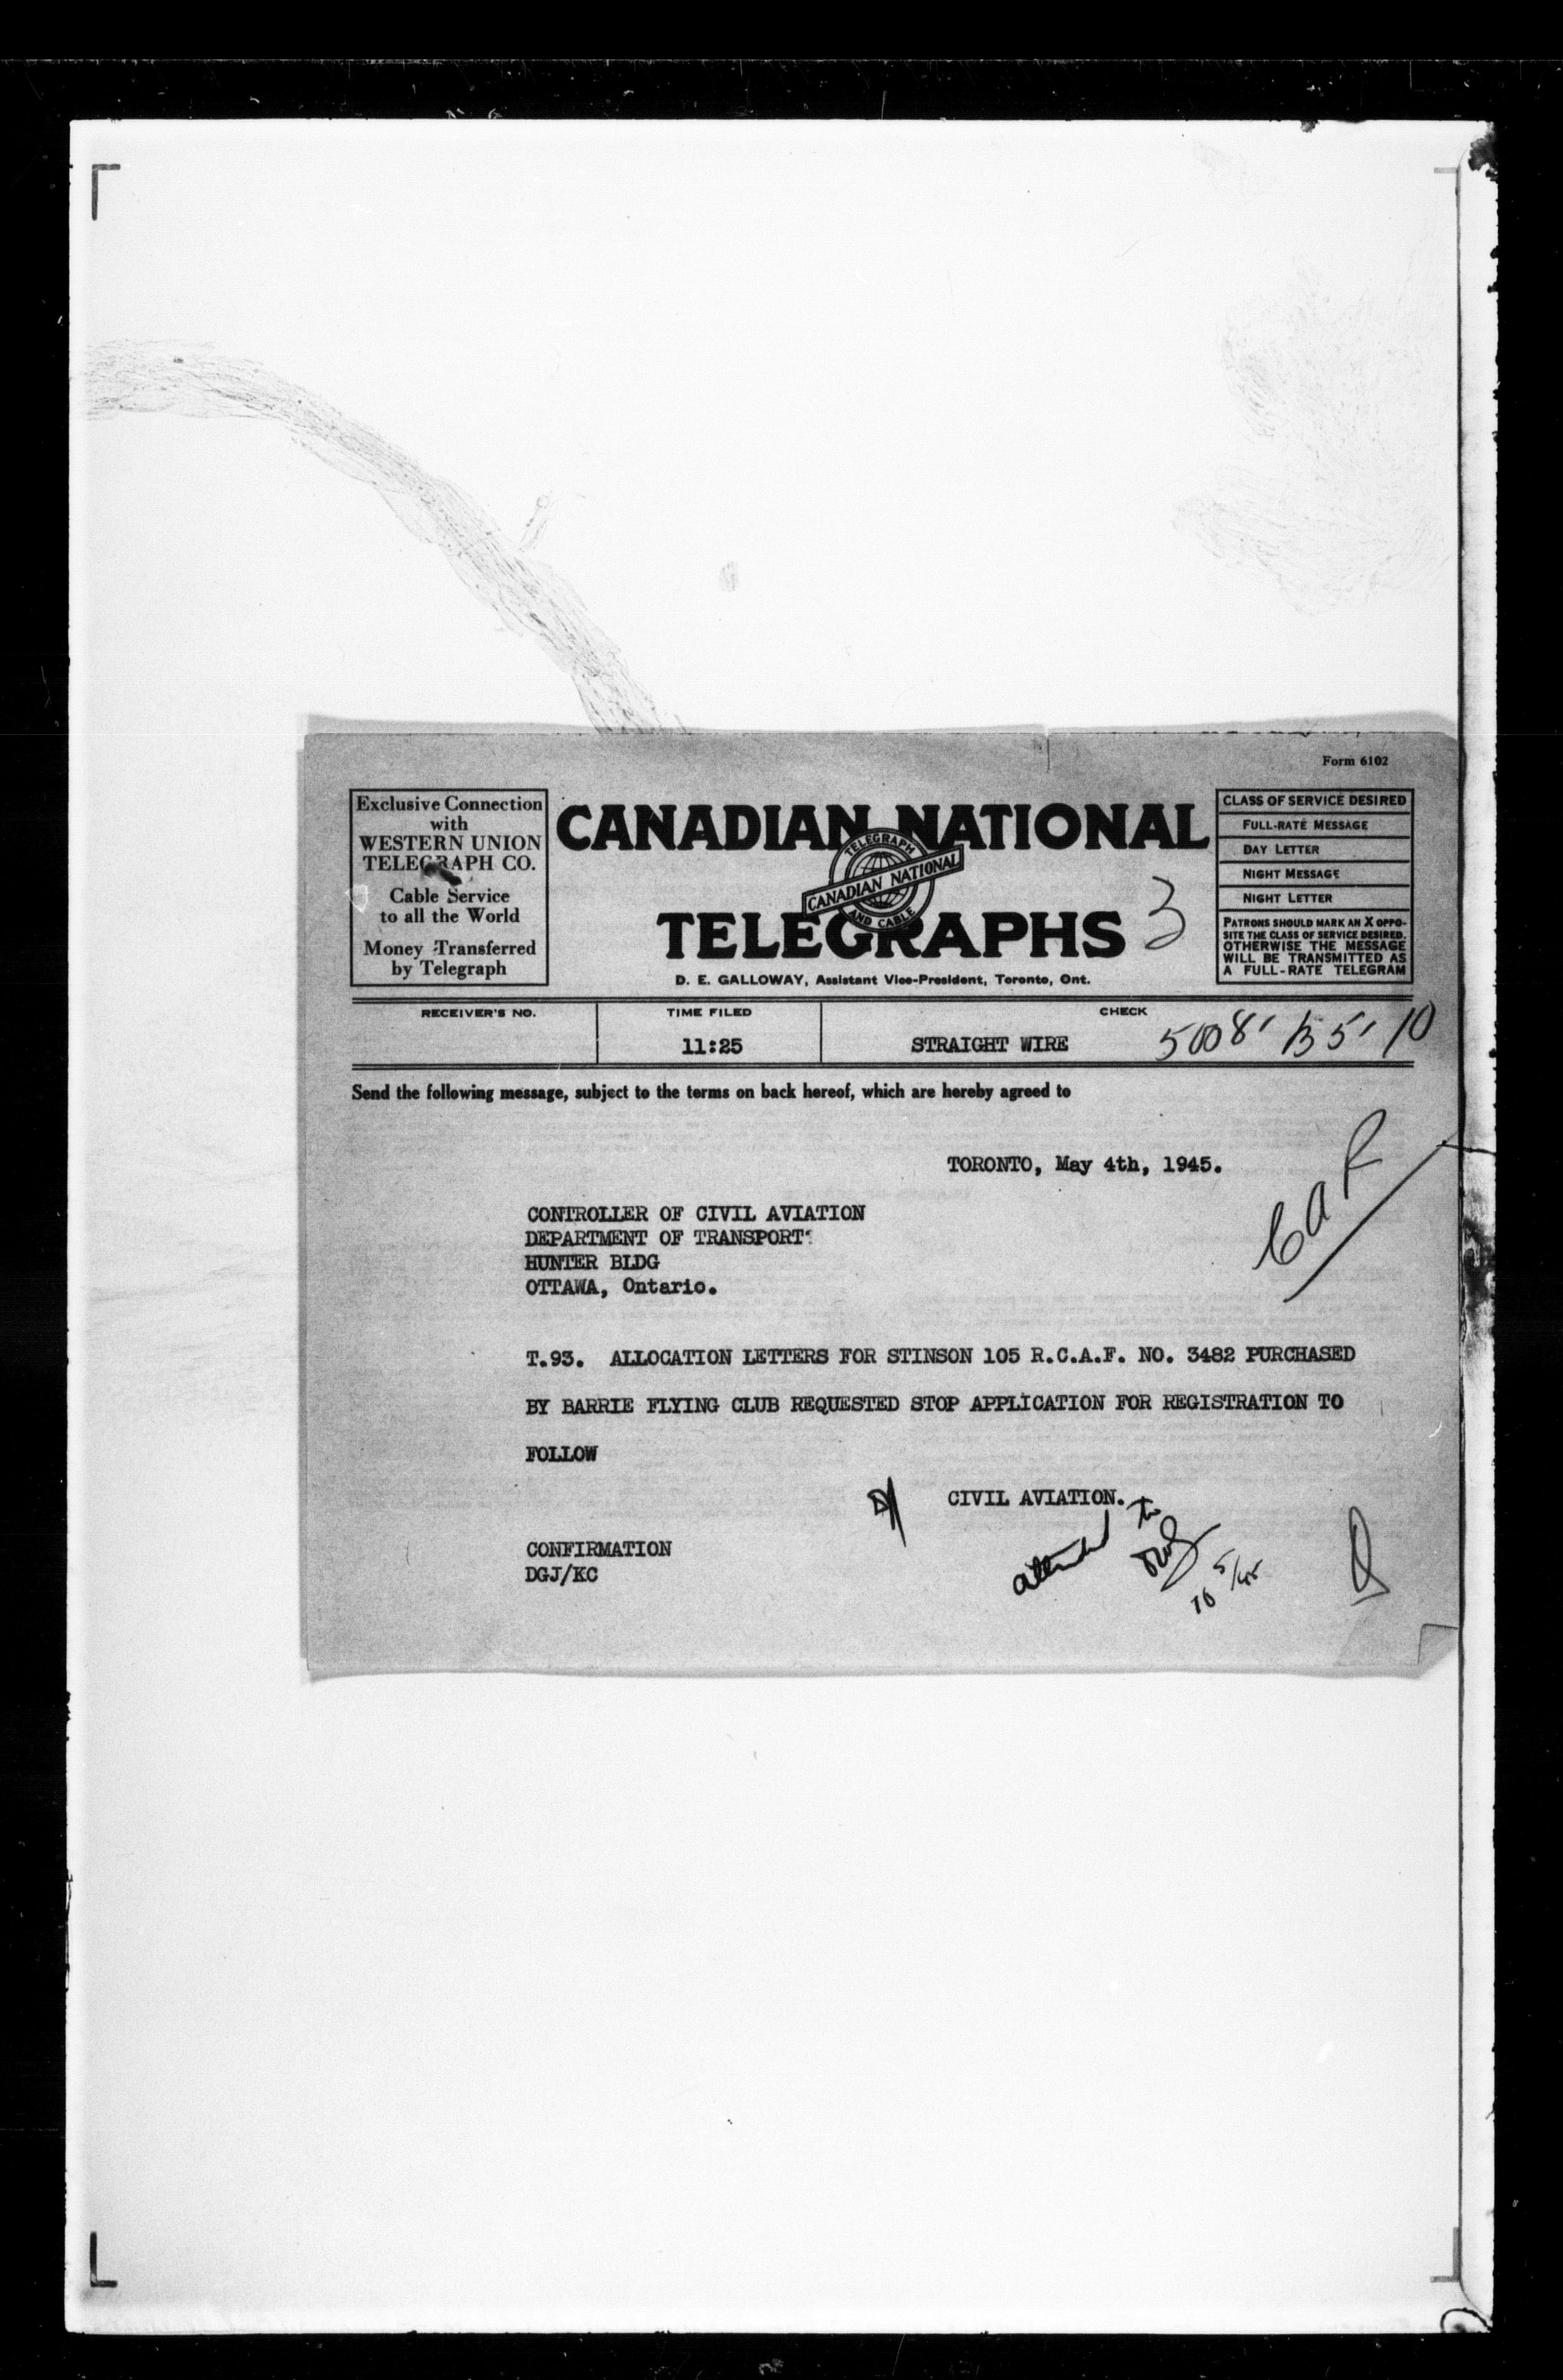 Form 6102
Exclusive Connection
with
WESTERN UNION
TELEGRAPH CO.
Cable Service
to all the World
Money Transferred
by Telegraph
CANADIAN NATIONAL
TELEGRAPH
CANADIAN NATIONAL
AND CABLE
TELEGRAPHS
3
D. E. GALLOWAY, Assistant Vice-President, Toronto, Ont.
CLASS OF SERVICE DESIRED
FULL-RATE MESSAGE
DAY LETTER
NIGHT MESSAGE
NIGHT LETTER
PATRONS SHOULD MARK AN X OPPO-
SITE THE CLASS OF SERVICE DESIRED.
OTHERWISE THE MESSAGE
WILL BE TRANSMITTED AS
A FULL-RATE TELEGRAM
RECEIVER'S NO.
TIME FILED
CHECK
11:25
STRAIGHT WIRE
Send the following message, subject to the terms on back hereof, which are hereby agreed to
TORONTO, May 4th, 1945.
CONTROLLER OF CIVIL AVIATION
DEPARTMENT OF TRANSPORT
HUNTER BLDG
OTTAWA, Ontario.
T.93. ALLOCATION LETTERS FOR STINSON 105 R.C.A.F. NO. 3482 PURCHASED
BY BARRIE FLYING CLUB REQUESTED STOP APPLICATION FOR REGISTRATION TO
FOLLOW
CIVIL AVIATION.
attended to
CONFIRMATION
DGJ/KC